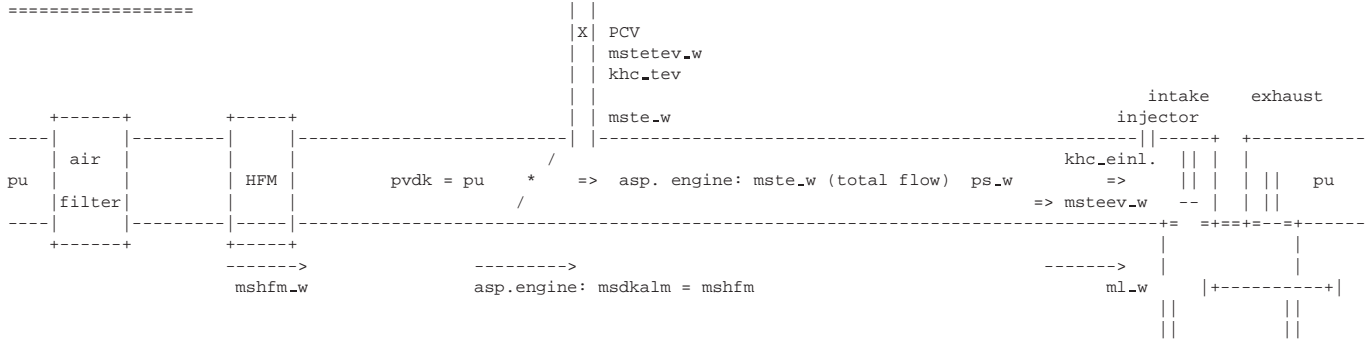 X PCV
mstetev_w
khc_tev
intake exhaust
mste_w injector
air khc_einl.
pu HFM pvdk = pu * => asp. engine: mste_w (total flow) ps_w => pu
filter => msteev_w
-------> ---------> ------->
mshfm_w asp.engine: msdkalm = mshfm ml_w